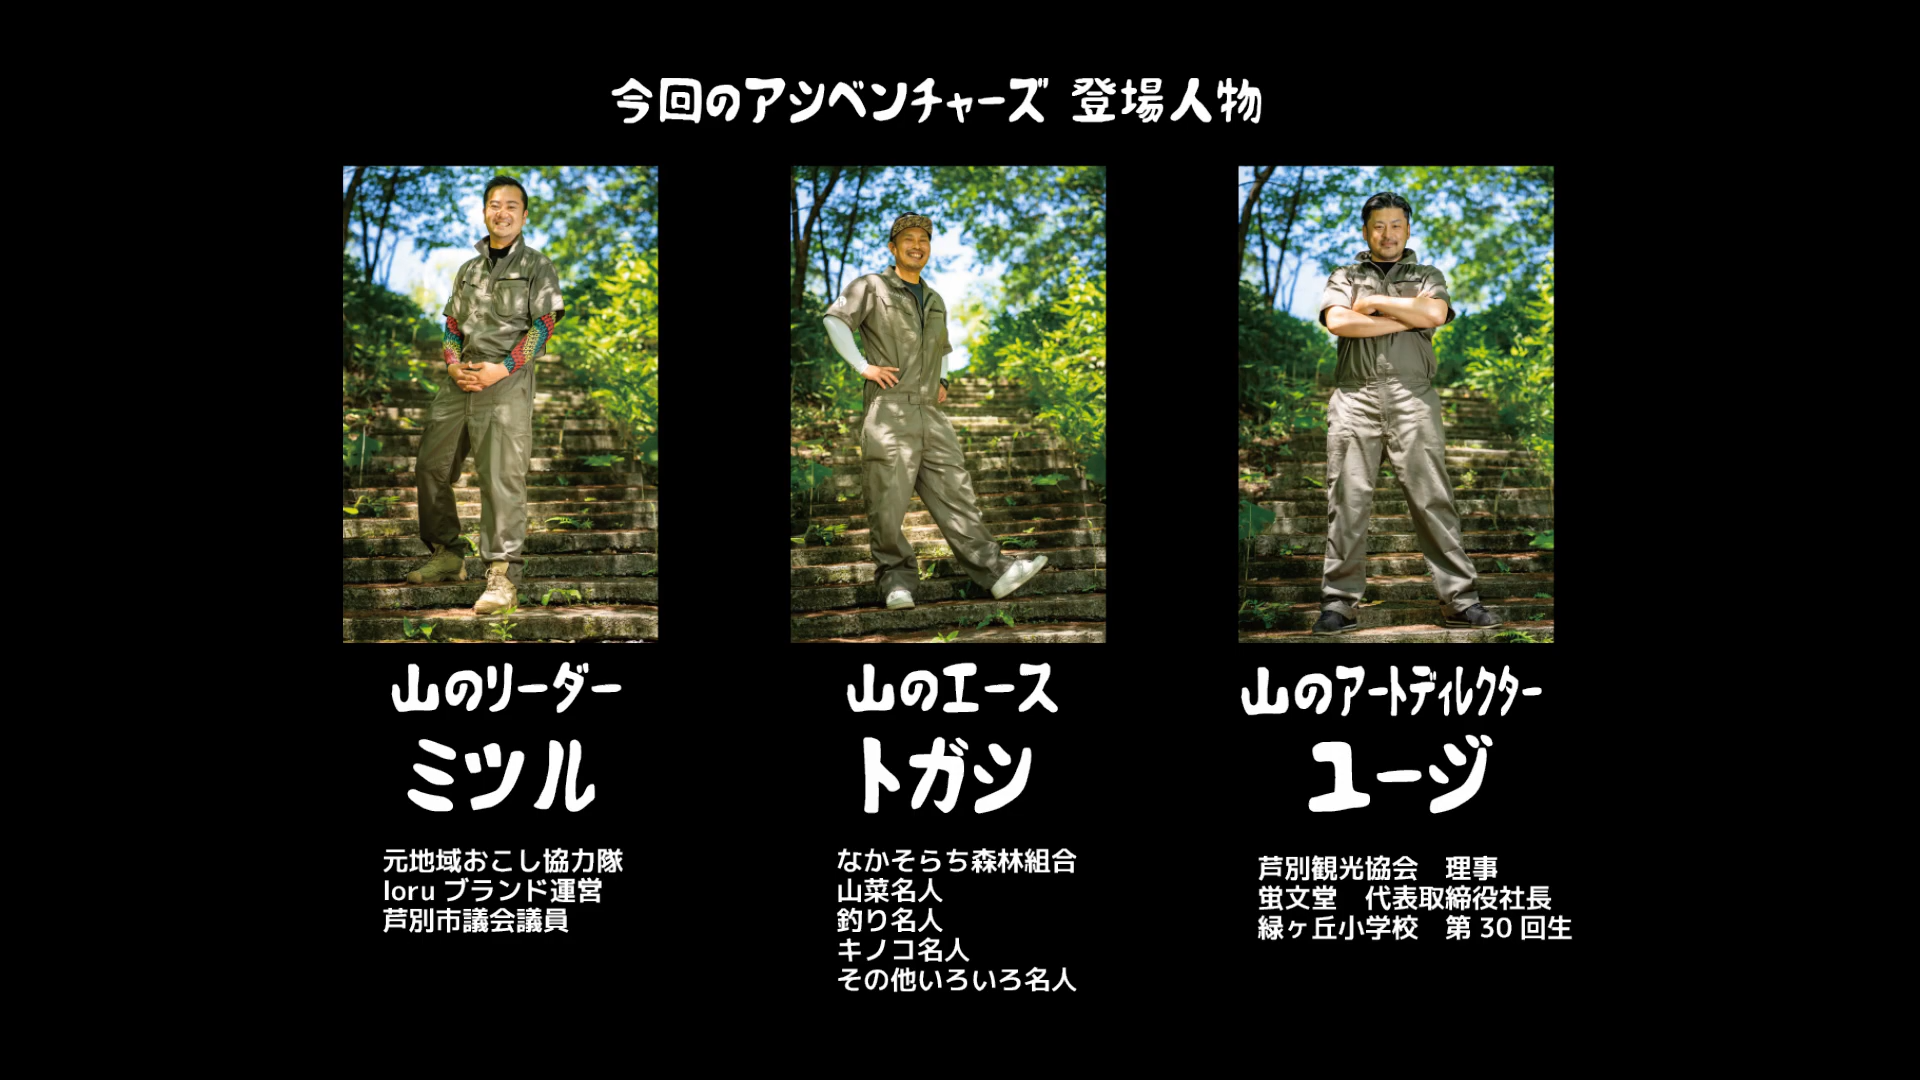 今回のアシベンチャーズ 登場人物
山のリーダー
ミツル
元地域おこし協力隊
Ioru ブランド運営
芦別市議会議員
山のエース
トガシ
なかそらち森林組合
山菜名人
釣り名人
キノコ名人
その他いろいろ名人
山のアートディレクター
ユージ
芦別観光協会　理事
蛍文堂　代表取締役社長
緑ヶ丘小学校　第 30 回生